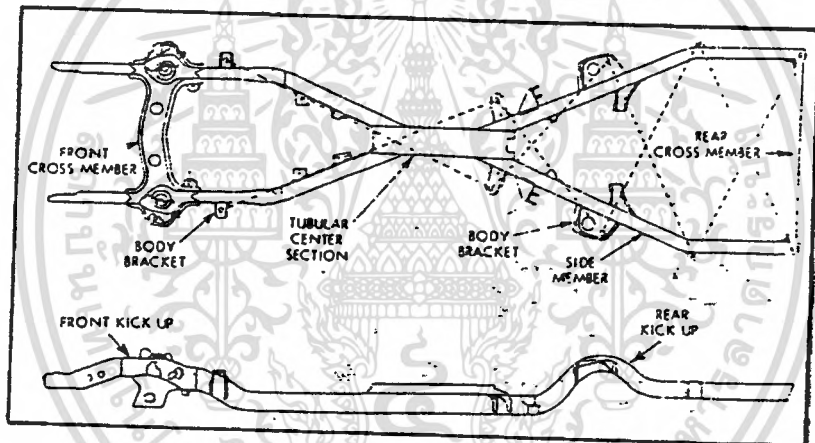 FRONT
CROSS MEMBER
BODY
BRACKET
TUBULAR
CENTER
SECTION
BODY
BRACKET
SIDE
MEMBER
REAR
CROSS MEMBER
FRONT KICK UP
REAR
KICK UP